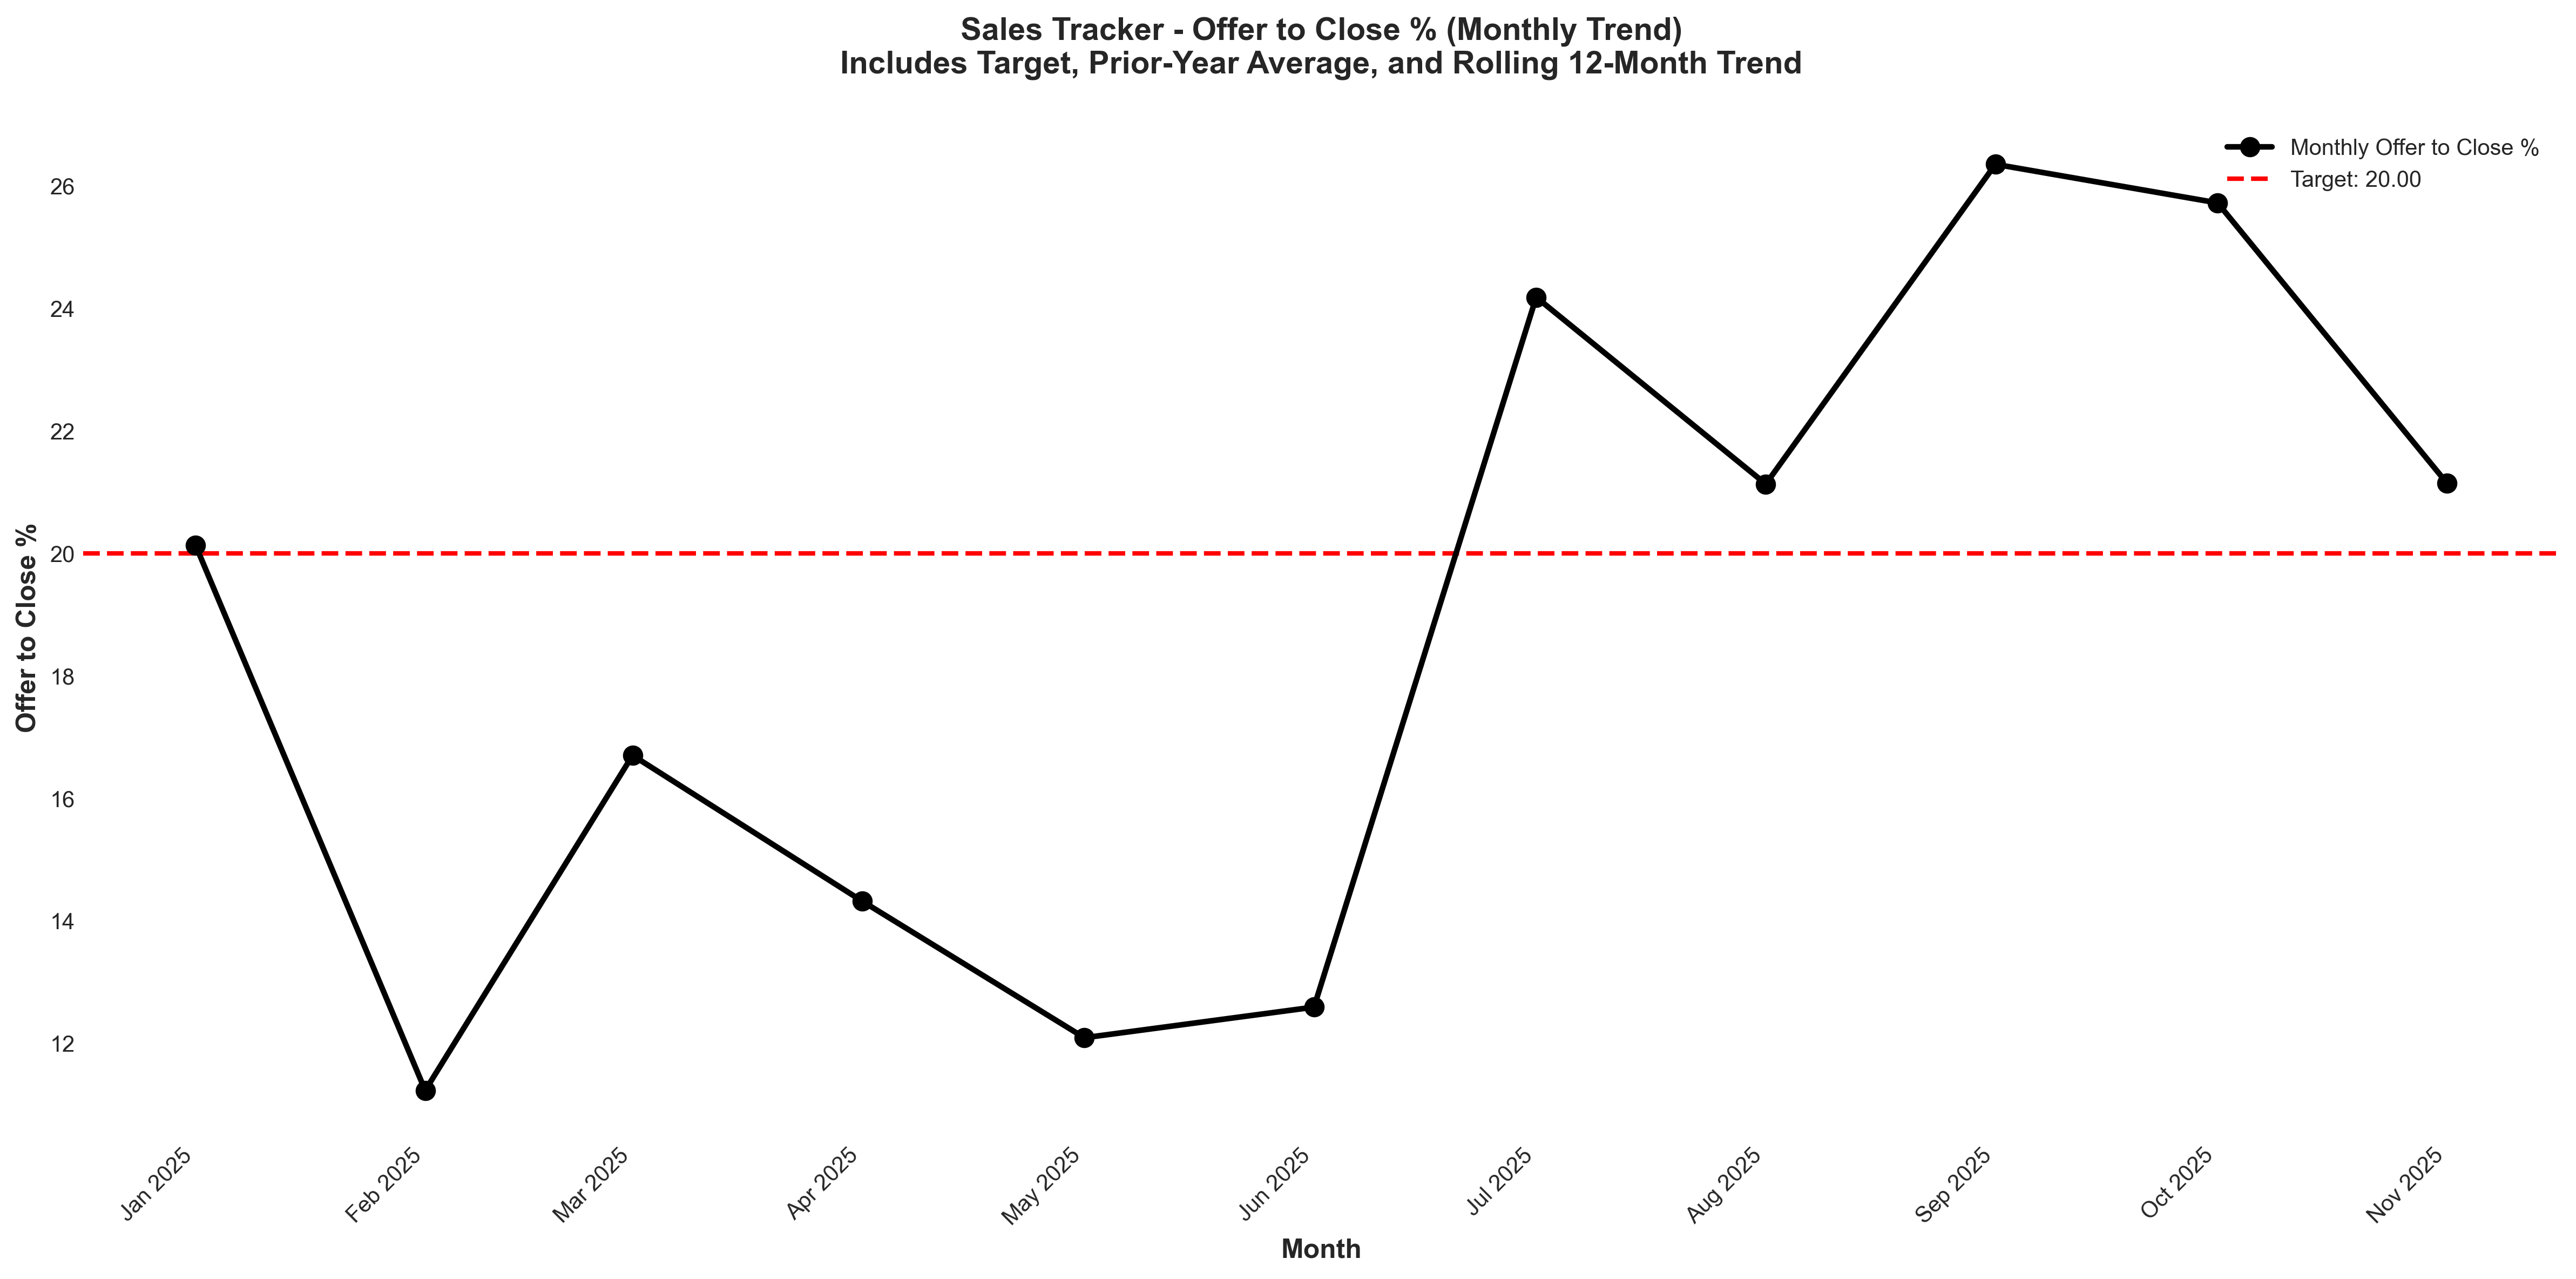 Sales Tracker - Offer to Close % (Monthly Trend)
Includes Target, Prior-Year Average, and Rolling 12-Month Trend
Monthly Offer to Close %
Target: 20.00
26
24
22
20
18
16
14
12
Offer to Close %
Jan 2025
Feb 2025
Mar 2025
Apr 2025
May 2025
Jun 2025
Jul 2025
Aug 2025
Sep 2025
Oct 2025
Nov 2025
Month